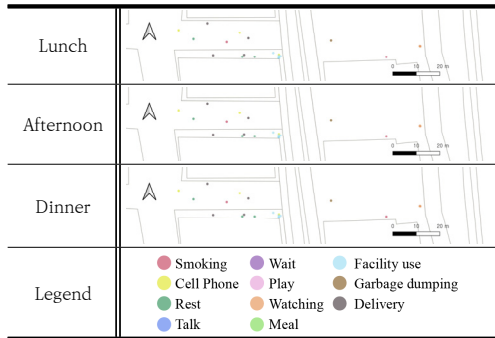 Lunch
0 10 20 m
Afternoon
0 10 20 m
Dinner
0 10 20 m
Legend
Smoking Wait Facility use
Cell Phone Play Garbage dumping
Rest Watching Delivery
Talk Meal